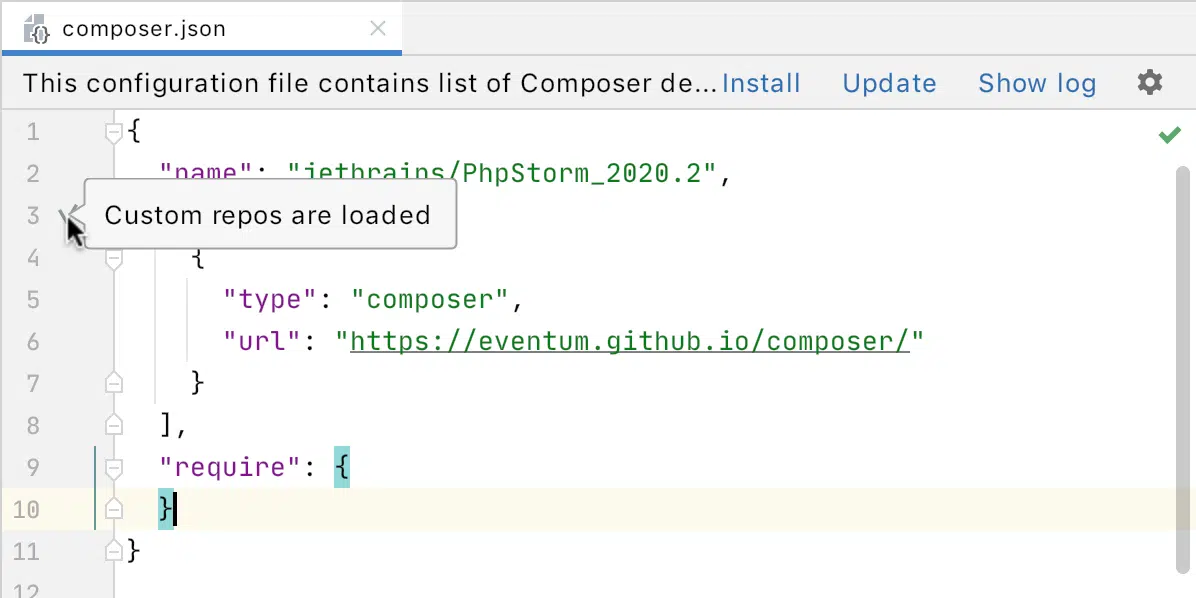 composer.json
This configuration file contains list of Composer de... Install Update Show log
1 {
2 "name": "jetbrains/PhpStorm_2020.2",
3 Custom repos are loaded
4 {
5 "type": "composer",
6 "url": "https://eventum.github.io/composer/"
7 }
8 ],
9 "require": {
10 }
11 }
12